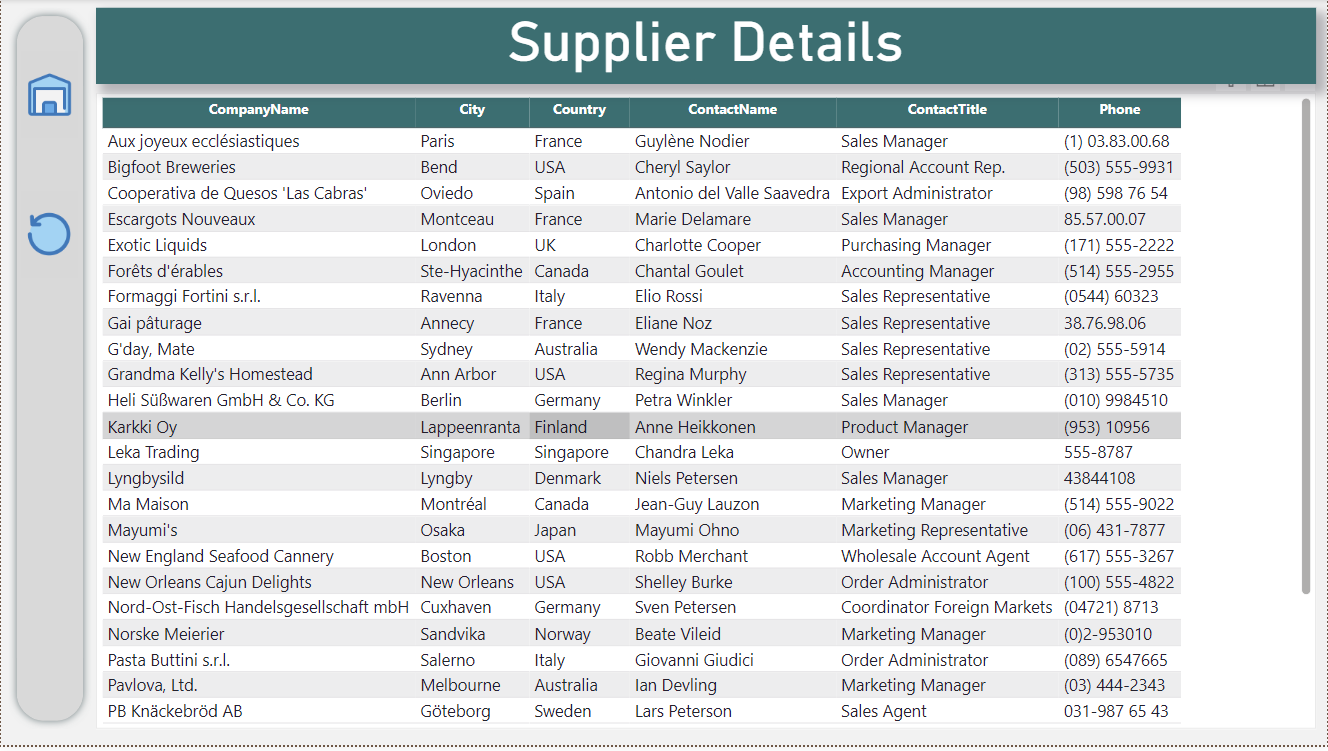 Supplier Details
CompanyName City Country ContactName ContactTitle Phone
Aux joyeux ecclésiastiques Paris France Guylène Nodier Sales Manager (1) 03.83.00.68
Bigfoot Breweries Bend USA Cheryl Saylor Regional Account Rep. (503) 555-9931
Cooperativa de Quesos 'Las Cabras' Oviedo Spain Antonio del Valle Saavedra Export Administrator (98) 598 76 54
Escargots Nouveaux Montceau France Marie Delamare Sales Manager 85.57.00.07
Exotic Liquids London UK Charlotte Cooper Purchasing Manager (171) 555-2222
Forêts d'érables Ste-Hyacinthe Canada Chantal Goulet Accounting Manager (514) 555-2955
Formaggi Fortini s.r.l. Ravenna Italy Elio Rossi Sales Representative (0544) 60323
Gai pâturage Annecy France Eliane Noz Sales Representative 38.76.98.06
G'day, Mate Sydney Australia Wendy Mackenzie Sales Representative (02) 555-5914
Grandma Kelly's Homestead Ann Arbor USA Regina Murphy Sales Representative (313) 555-5735
Heli Süßwaren GmbH & Co. KG Berlin Germany Petra Winkler Sales Manager (010) 9984510
Karkki Oy Lappeenranta Finland Anne Heikkonen Product Manager (953) 10956
Leka Trading Singapore Singapore Chandra Leka Owner 555-8787
Lyngbysild Lyngby Denmark Niels Petersen Sales Manager 43844108
Ma Maison Montréal Canada Jean-Guy Lauzon Marketing Manager (514) 555-9022
Mayumi's Osaka Japan Mayumi Ohno Marketing Representative (06) 431-7877
New England Seafood Cannery Boston USA Robb Merchant Wholesale Account Agent (617) 555-3267
New Orleans Cajun Delights New Orleans USA Shelley Burke Order Administrator (100) 555-4822
Nord-Ost-Fisch Handelsgesellschaft mbH Cuxhaven Germany Sven Petersen Coordinator Foreign Markets (04721) 8713
Norske Meierier Sandvika Norway Beate Vileid Marketing Manager (0)2-953010
Pasta Buttini s.r.l. Salerno Italy Giovanni Giudici Order Administrator (089) 6547665
Pavlova, Ltd. Melbourne Australia Ian Devling Marketing Manager (03) 444-2343
PB Knäckebröd AB Göteborg Sweden Lars Peterson Sales Agent 031-987 65 43